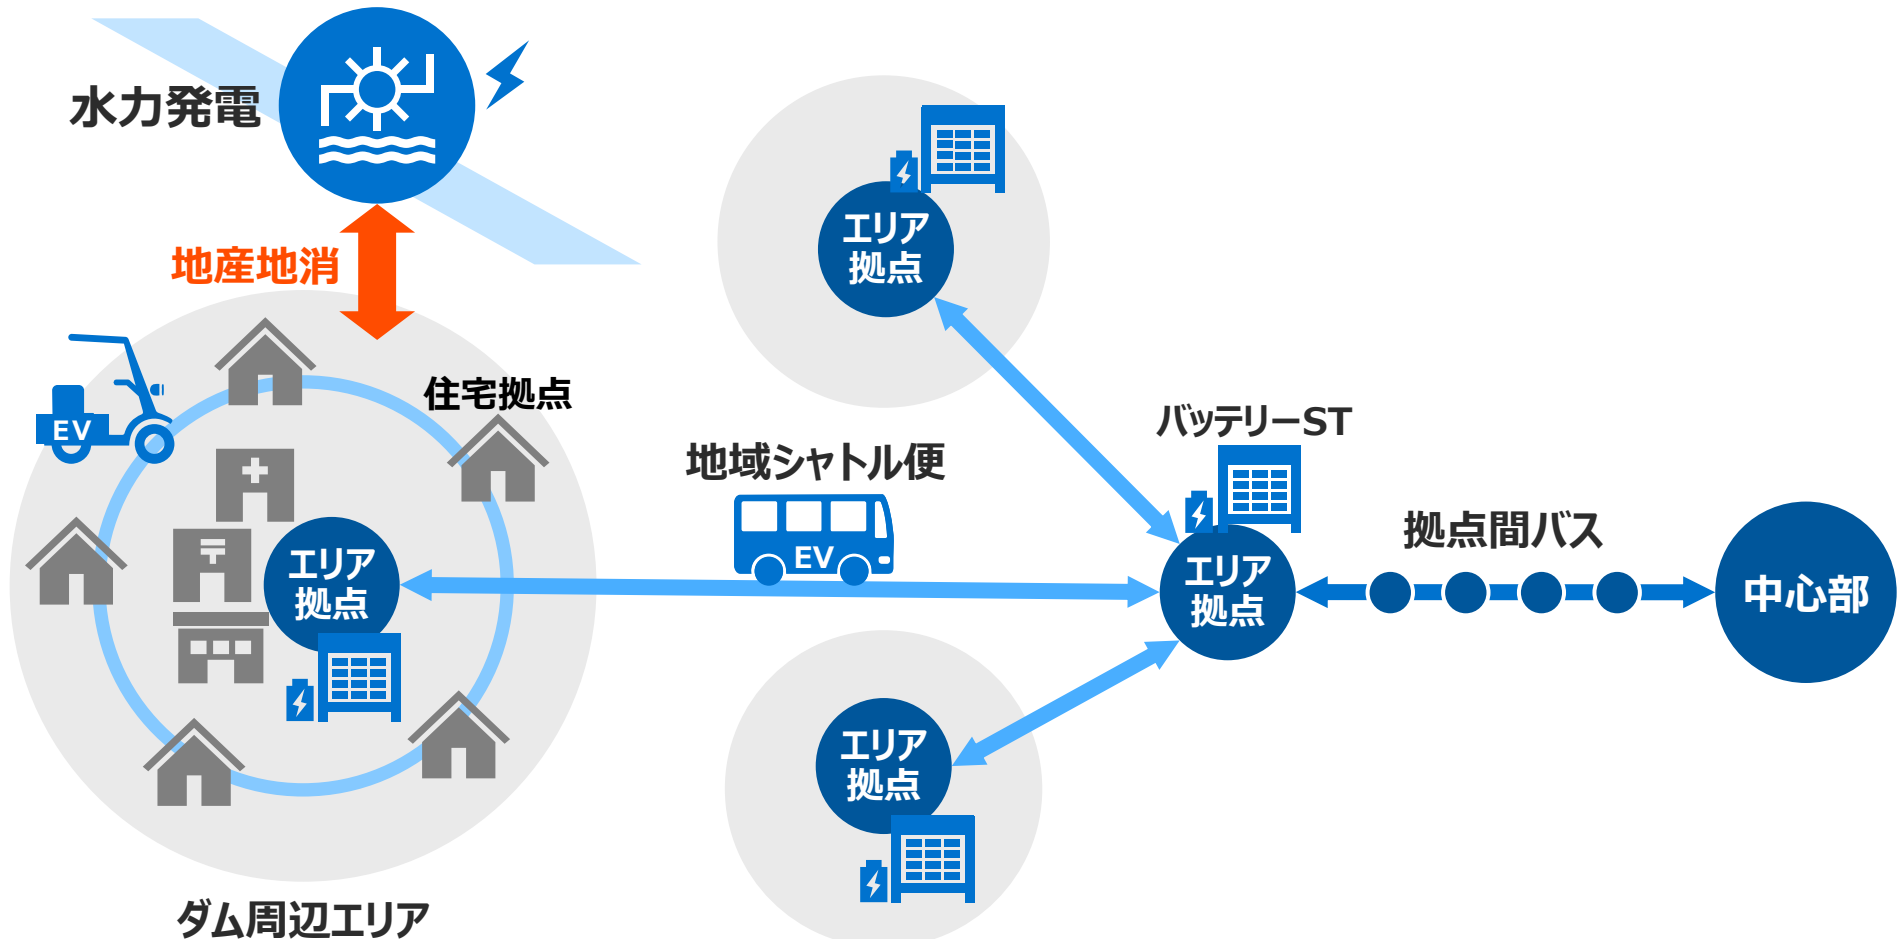 水力発電
地産地消
EV
住宅拠点
エリア
拠点
ダム周辺エリア
エリア
拠点
地域シャトル便
EV
エリア
拠点
バッテリーST
エリア
拠点
拠点間バス
中心部